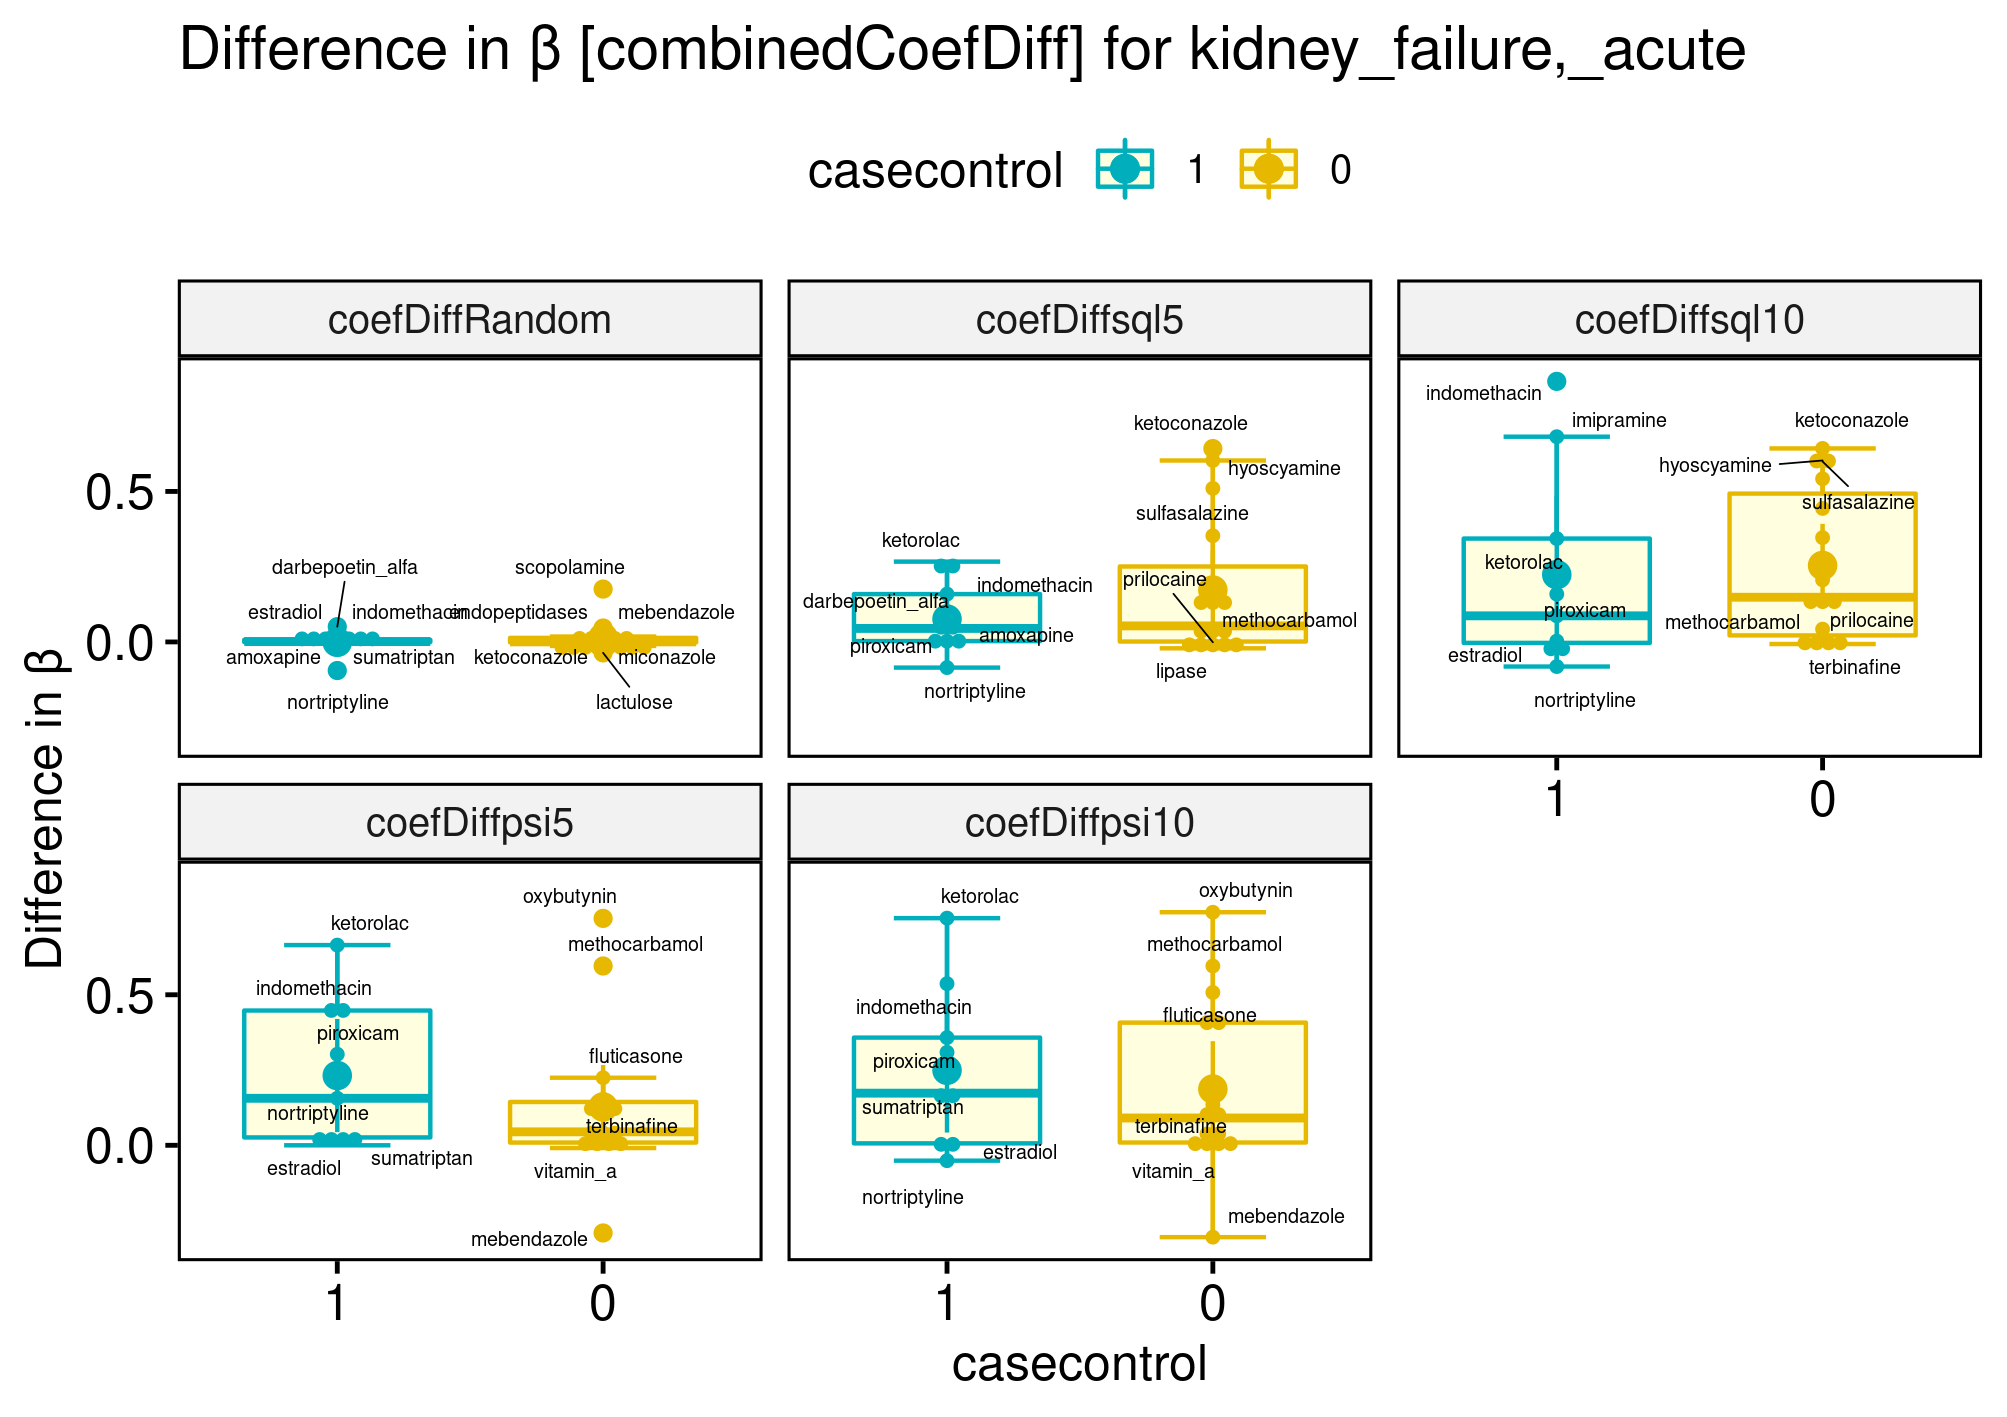 Difference in β [combinedCoefDiff] for kidney_failure,_acute
casecontrol 1 0
coefDiffRandom
coefDiffsql5
coefDiffsql10
Difference in β
0.5
0.0
darbepoetin_alfa
estradiol
indomethacin
amoxapine
sumatriptan
nortriptyline
scopolamine
endopeptidases
mebendazole
ketoconazole
miconazole
lactulose
ketorolac
indomethacin
darbepoetin_alfa
amoxapine
piroxicam
nortriptyline
ketoconazole
hyoscyamine
sulfasalazine
prilocaine
methocarbamol
lipase
indomethacin
imipramine
ketorolac
piroxicam
estradiol
nortriptyline
ketoconazole
hyoscyamine
sulfasalazine
methocarbamol
prilocaine
terbinafine
1 0
coefDiffpsi5
coefDiffpsi10
0.5
0.0
ketorolac
indomethacin
piroxicam
nortriptyline
estradiol
sumatriptan
oxybutynin
methocarbamol
fluticasone
terbinafine
vitamin_a
mebendazole
ketorolac
indomethacin
piroxicam
sumatriptan
estradiol
nortriptyline
oxybutynin
methocarbamol
fluticasone
terbinafine
vitamin_a
mebendazole
1 0
1 0
casecontrol